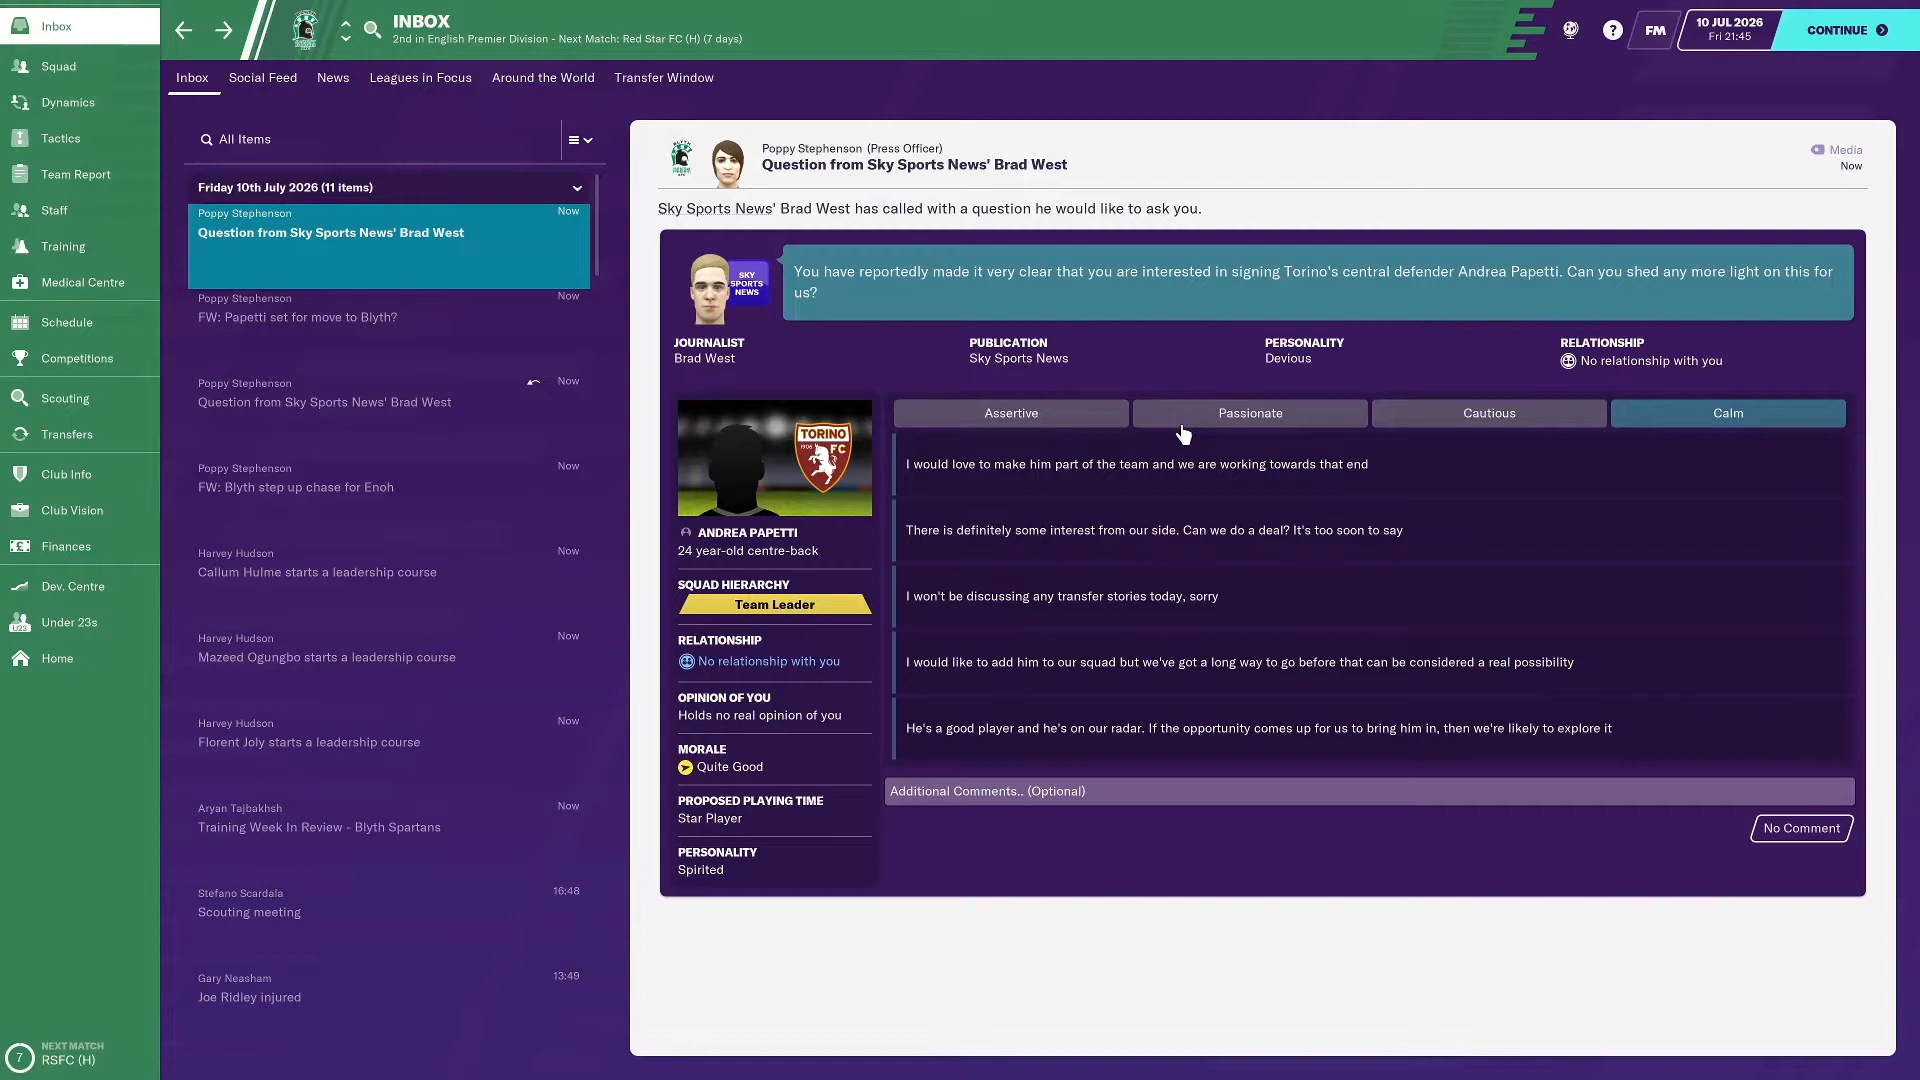 Inbox
Squad
Dynamics
Tactics
Team Report
Staff
Training
Medical Centre
Schedule
Competitions
Scouting
Transfers
Club Info
Club Vision
Finances
Dev. Centre
U23
Under 23s
Home
7
NEXT MATCH
RSFC (H)
INBOX
2nd in English Premier Division - Next Match: Red Star FC (H) (7 days)
?
FM
10 JUL 2026
Fri 21:45
CONTINUE
Inbox
Social Feed
News
Leagues in Focus
Around the World
Transfer Window
All Items
Friday 10th July 2026 (11 items)
Poppy Stephenson
Now
Question from Sky Sports News' Brad West
Poppy Stephenson
Now
FW: Papetti set for move to Blyth?
Poppy Stephenson
Now
Question from Sky Sports News' Brad West
Poppy Stephenson
Now
FW: Blyth step up chase for Enoh
Harvey Hudson
Now
Callum Hulme starts a leadership course
Harvey Hudson
Now
Mazeed Ogungbo starts a leadership course
Harvey Hudson
Now
Florent Joly starts a leadership course
Aryan Tajbakhsh
Now
Training Week In Review - Blyth Spartans
Stefano Scardala
16:48
Scouting meeting
Gary Neasham
13:49
Joe Ridley injured
Poppy Stephenson (Press Officer)
Question from Sky Sports News' Brad West
Media
Now
Sky Sports News' Brad West has called with a question he would like to ask you.
SKY
SPORTS
NEWS
You have reportedly made it very clear that you are interested in signing Torino's central defender Andrea Papetti. Can you shed any more light on this for
us?
JOURNALIST
Brad West
PUBLICATION
Sky Sports News
PERSONALITY
Devious
RELATIONSHIP
No relationship with you
TORINO
1906 FC
ANDREA PAPETTI
24 year-old centre-back
SQUAD HIERARCHY
Team Leader
RELATIONSHIP
No relationship with you
OPINION OF YOU
Holds no real opinion of you
MORALE
Quite Good
PROPOSED PLAYING TIME
Star Player
PERSONALITY
Spirited
Assertive
Passionate
Cautious
Calm
I would love to make him part of the team and we are working towards that end
There is definitely some interest from our side. Can we do a deal? It's too soon to say
I won't be discussing any transfer stories today, sorry
I would like to add him to our squad but we've got a long way to go before that can be considered a real possibility
He's a good player and he's on our radar. If the opportunity comes up for us to bring him in, then we're likely to explore it
Additional Comments.. (Optional)
No Comment